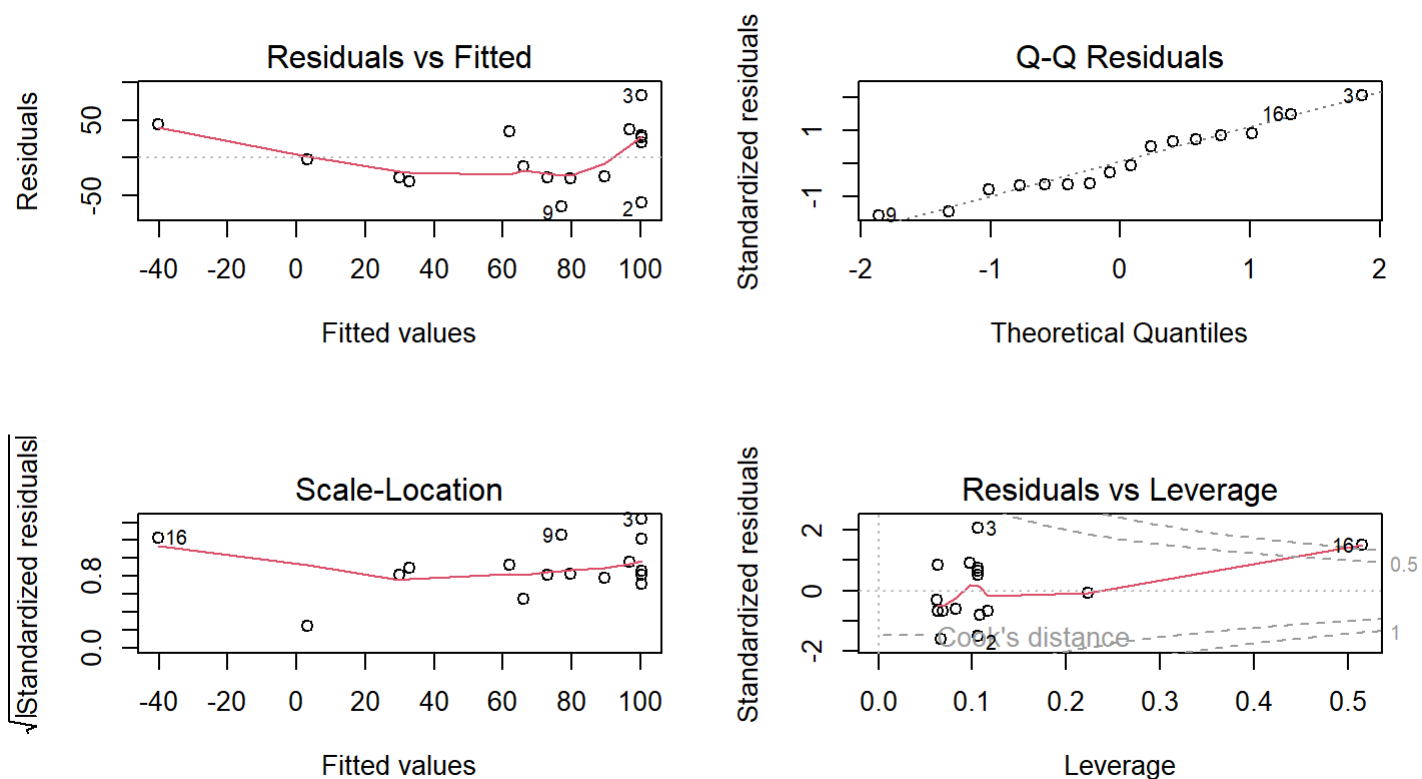 Residuals vs Fitted
Residuals
50
-50
3
9
2
-40 -20 0 20 40 60 80 100
Fitted values
Q-Q Residuals
Standardized residuals
1
-1
3
16
9
-2 -1 0 1 2
Theoretical Quantiles
Scale-Location
√|Standardized residuals|
0.8
0.0
16
9
3
-40 -20 0 20 40 60 80 100
Fitted values
Residuals vs Leverage
Standardized residuals
2
0
-2
3
16
0.5
1
Cook's distance
2
0.0 0.1 0.2 0.3 0.4 0.5
Leverage